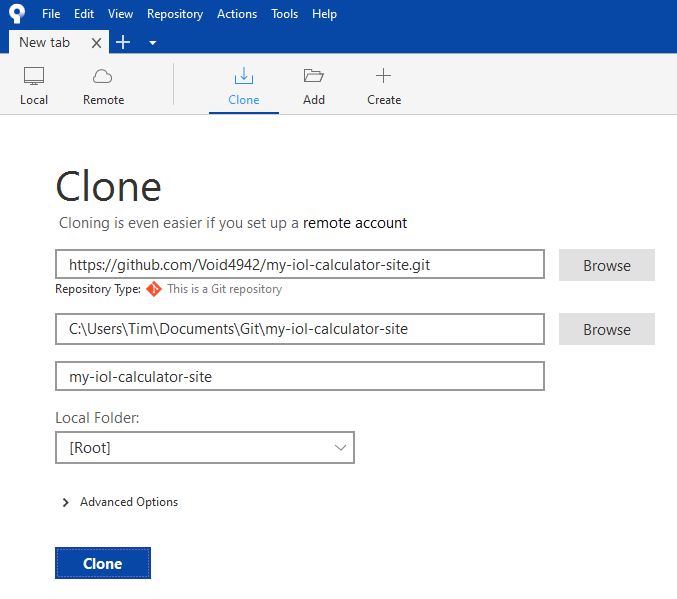 File Edit View Repository Actions Tools Help
New tab
Local Remote Clone Add Create
Clone
Cloning is even easier if you set up a remote account
https://github.com/Void4942/my-iol-calculator-site.git Browse
Repository Type: This is a Git repository
C:\Users\Tim\Documents\Git\my-iol-calculator-site Browse
my-iol-calculator-site
Local Folder:
[Root]
Advanced Options
Clone